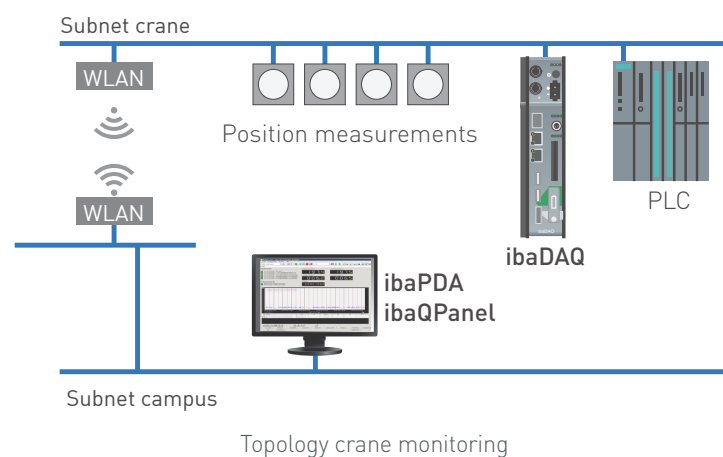 Subnet crane
WLAN
Position measurements
WLAN
PLC
ibaDAQ
ibaPDA
ibaQPanel
Subnet campus
Topology crane monitoring